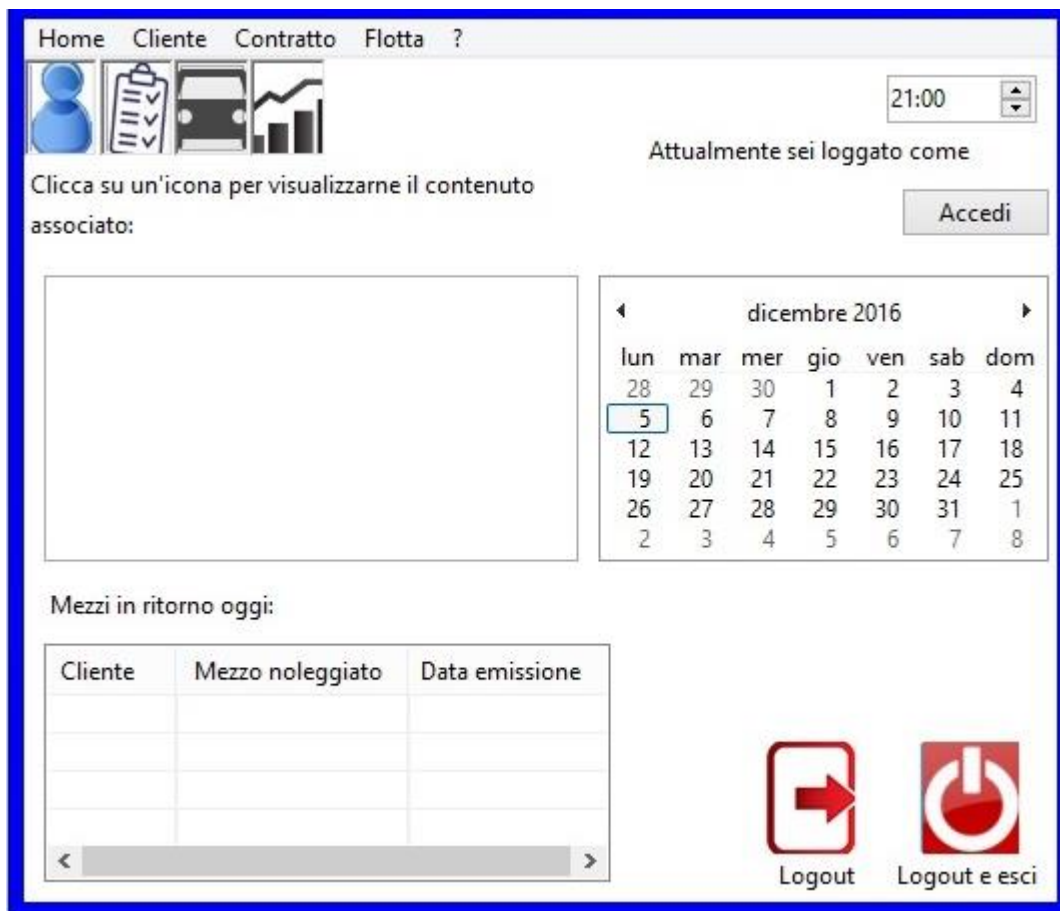 Home Cliente Contratto Flotta ?
21:00
Attualmente sei loggato come
Clicca su un'icona per visualizzarne il contenuto
associato:
Accedi
dicembre 2016
lun mar mer gio ven sab dom
28 29 30 1 2 3 4
5 6 7 8 9 10 11
12 13 14 15 16 17 18
19 20 21 22 23 24 25
26 27 28 29 30 31 1
2 3 4 5 6 7 8
Mezzi in ritorno oggi:
Cliente Mezzo noleggiato Data emissione
Logout Logout e esci